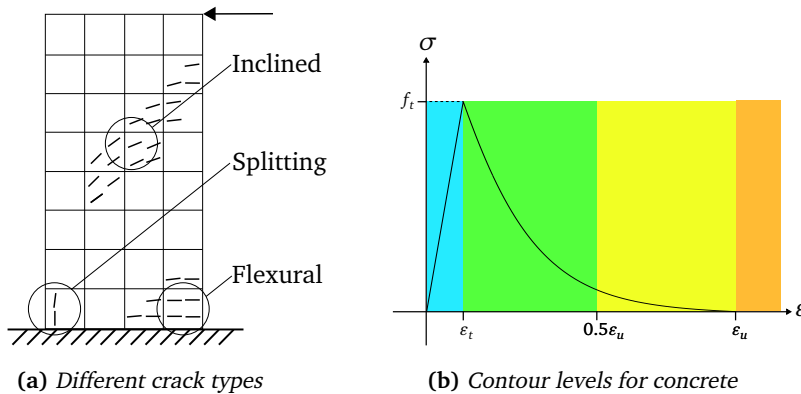 Inclined
Splitting
Flexural
(a) Different crack types
σ
f_t
ε_t
0.5ε_u
ε_u
ε
(b) Contour levels for concrete